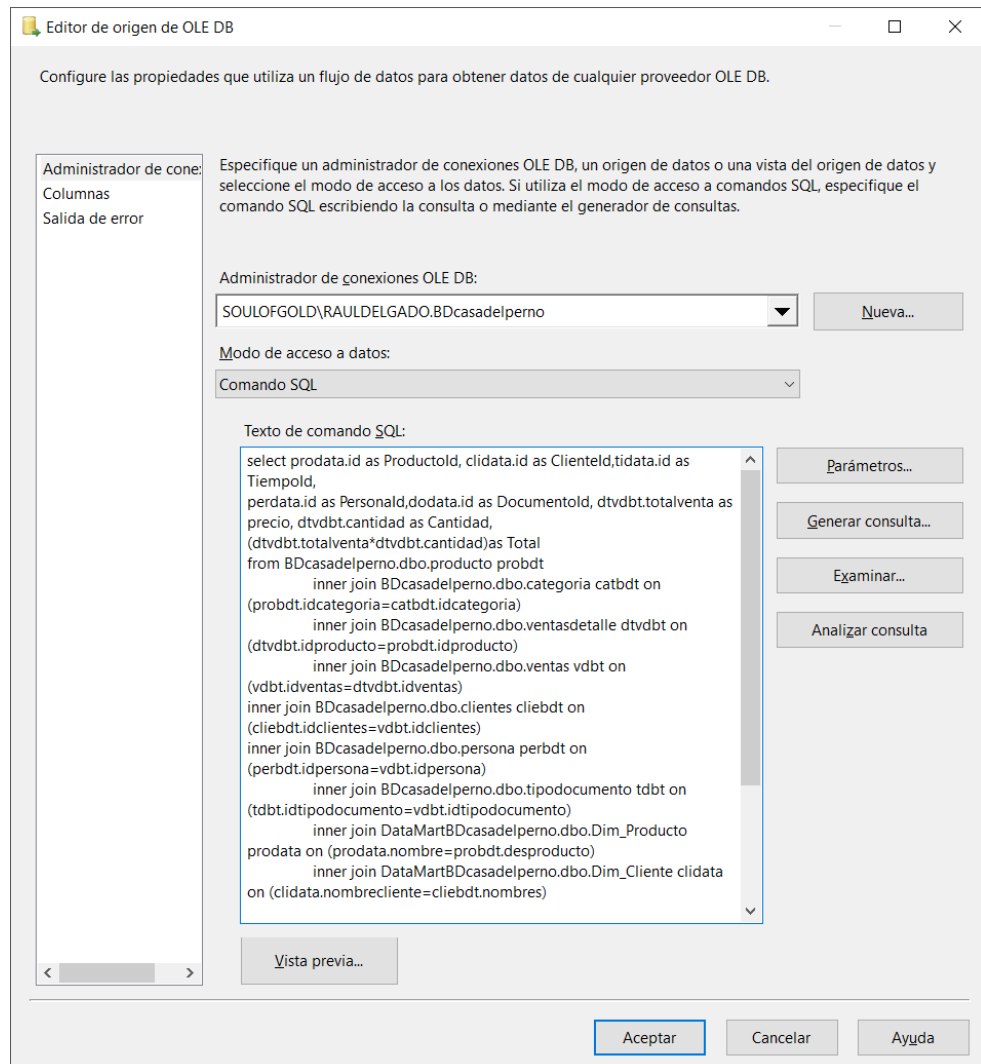 Editor de origen de OLE DB
Configure las propiedades que utiliza un flujo de datos para obtener datos de cualquier proveedor OLE DB.
Administrador de cone
Columnas
Salida de error
Especifique un administrador de conexiones OLE DB, un origen de datos o una vista del origen de datos y
seleccione el modo de acceso a los datos. Si utiliza el modo de acceso a comandos SQL, especifique el
comando SQL escribiendo la consulta o mediante el generador de consultas.
Administrador de conexiones OLE DB:
SOULOFGOLD\RAULDELGADO.BDcasadelperno
Nueva...
Modo de acceso a datos:
Comando SQL
Texto de comando SQL:
select prodata.id as ProductoId, clidata.id as ClienteId,tidata.id as
TiempoId,
perdata.id as PersonaId,dodata.id as DocumentoId, dtvdbt.totalventa as
precio, dtvdbt.cantidad as Cantidad,
(dtvdbt.totalventa*dtvdbt.cantidad)as Total
from BDcasadelperno.dbo.producto probdt
inner join BDcasadelperno.dbo.categoria catbdt on
(probdt.idcategoria=catbdt.idcategoria)
inner join BDcasadelperno.dbo.ventasdetalle dtvdbt on
(dtvdbt.idproducto=probdt.idproducto)
inner join BDcasadelperno.dbo.ventas vdbt on
(vdbt.idventas=dtvdbt.idventas)
inner join BDcasadelperno.dbo.clientes cliebdt on
(cliebdt.idclientes=vdbt.idclientes)
inner join BDcasadelperno.dbo.persona perbdt on
(perbdt.idpersona=vdbt.idpersona)
inner join BDcasadelperno.dbo.tipodocumento tdbt on
(tdbt.idtipodocumento=vdbt.idtipodocumento)
inner join DataMartBDcasadelperno.dbo.Dim_Producto
prodata on (prodata.nombre=probdt.desproducto)
inner join DataMartBDcasadelperno.dbo.Dim_Cliente clidata
on (clidata.nombrecliente=cliebdt.nombres)
Parámetros...
Generar consulta...
Examinar...
Analizar consulta
Vista previa...
Aceptar
Cancelar
Ayuda